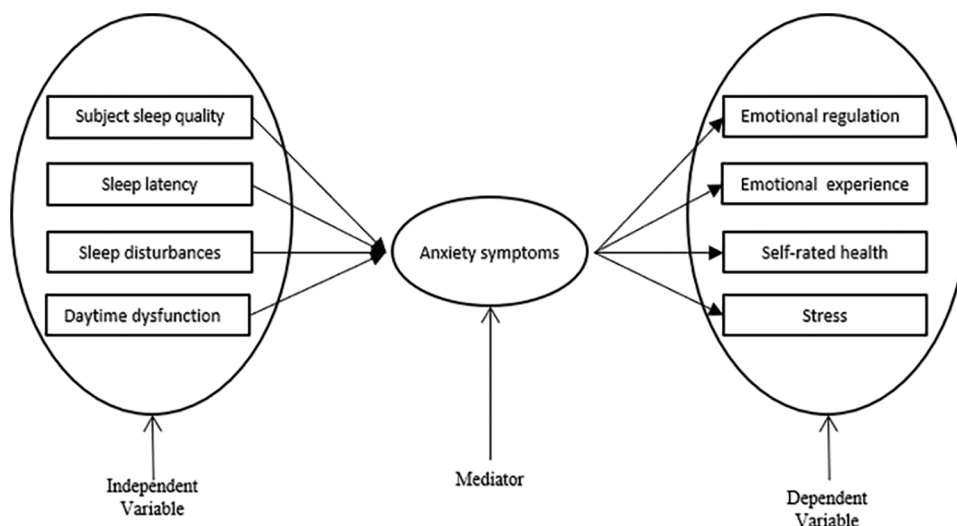 Subject sleep quality
Sleep latency
Sleep disturbances
Daytime dysfunction
Anxiety symptoms
Emotional regulation
Emotional experience
Self-rated health
Stress
Independent
Variable
Mediator
Dependent
Variable